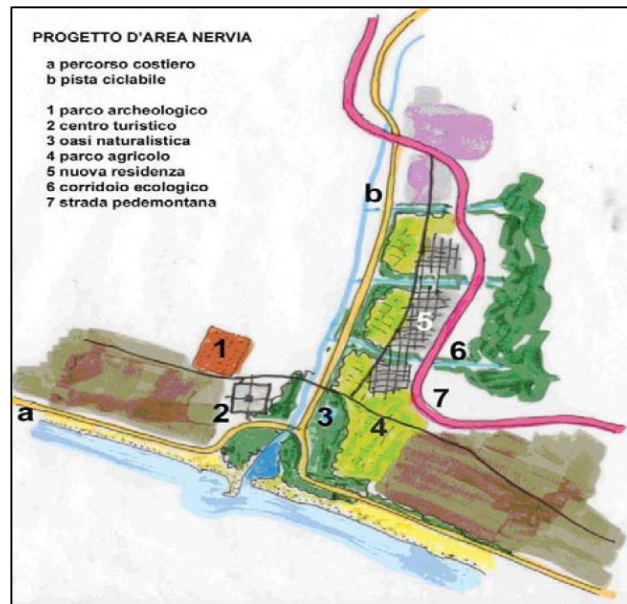 PROGETTO D'AREA NERVIA
a percorso costiero
b pista ciclabile
1 parco archeologico
2 centro turistico
3 oasi naturalistica
4 parco agricolo
5 nuova residenza
6 corridoio ecologico
7 strada pedemontana
b
5
1
6
a
2
3
4
7